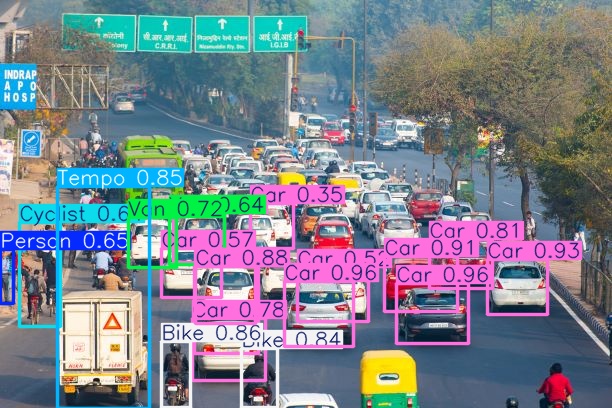 सी.आर.आर.आई.
C.R.R.I.
निज़ामुद्दीन रेलवे स्टेशन
Nizamuddin Rly. Stn.
आई.जी.आई.
I.G.I.B
INDRAP
APO
HOSP
Tempo 0.85
Cyclist 0.6
Van 0.72
.64
Car 0.35
Person 0.65
Car 0.57
Car 0.81
Car 0.91
Car 0.93
Car 0.88
Car 0.52
Car 0.96
Car 0.96
Car 0.78
Bike 0.86
Bike 0.84